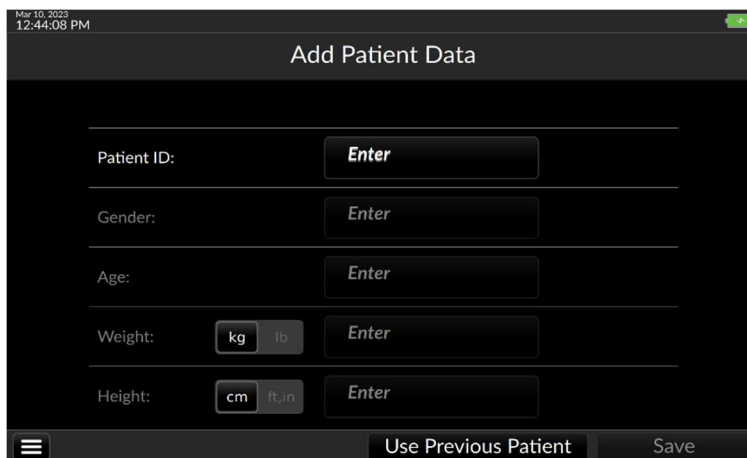 Mar 10, 2023
12:44:08 PM
Add Patient Data
Patient ID: Enter
Gender: Enter
Age: Enter
Weight: kg lb Enter
Height: cm ft,in Enter
Use Previous Patient Save